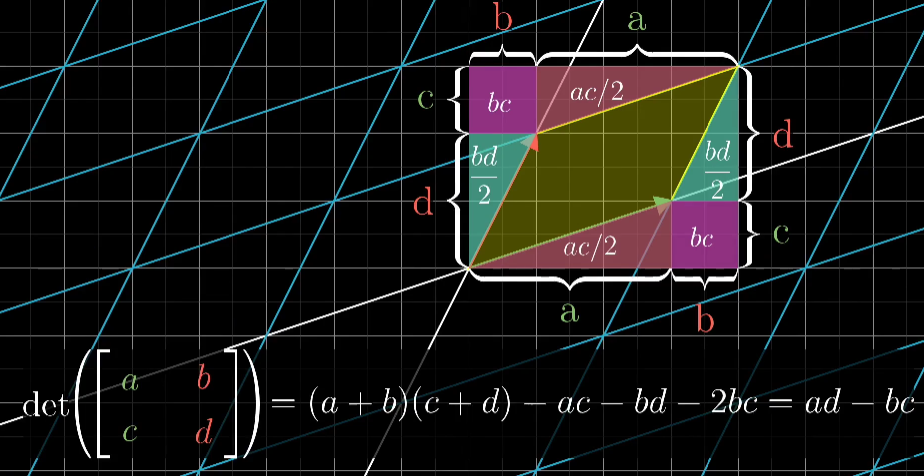 b a
c bc ac/2
d bd/2 bd/2 d
ac/2 bc c
a b
det([a b
c d]) = (a + b)(c + d) − ac − bd − 2bc = ad − bc